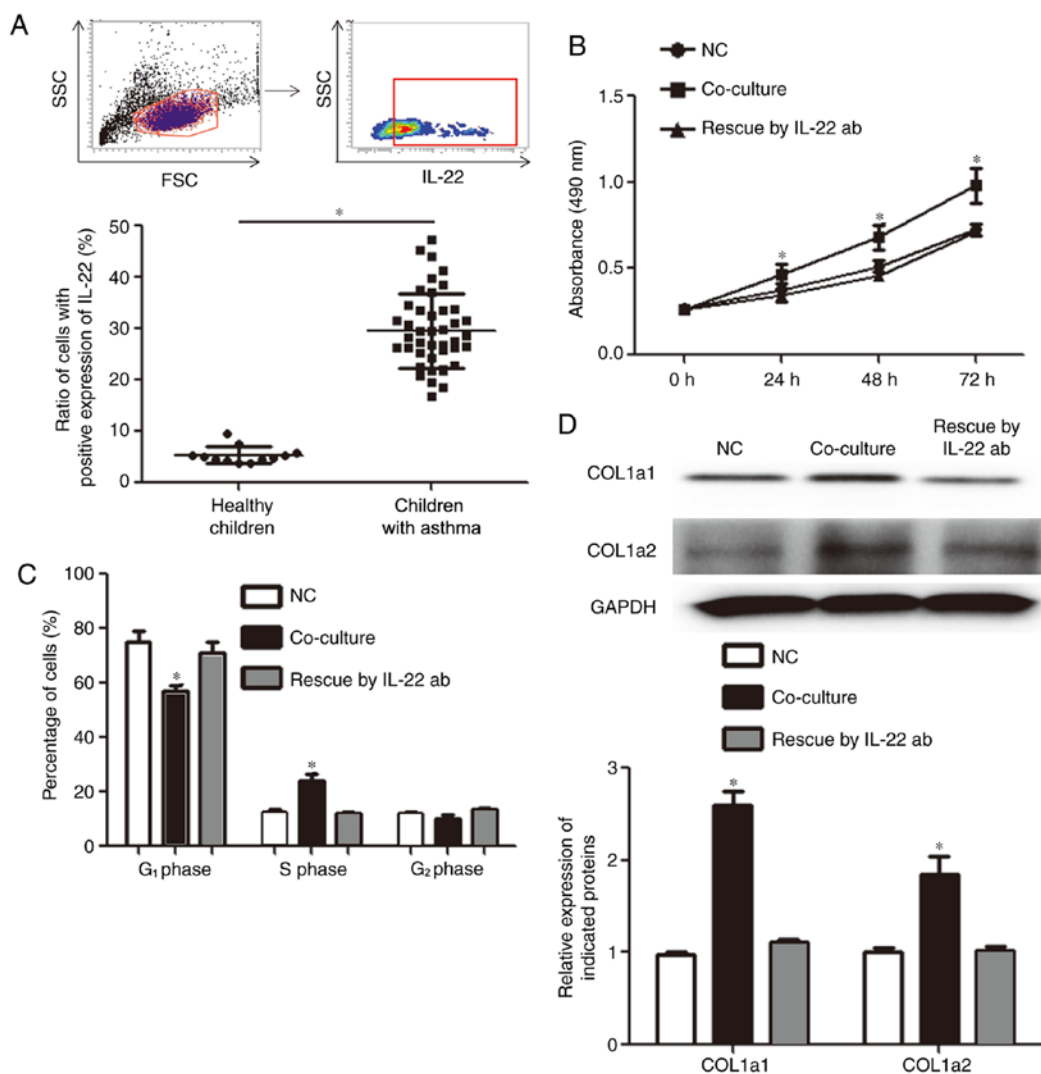 A
SSC
FSC
SSC
IL-22
*
Ratio of cells with
positive expression of IL-22 (%)
50
40
30
20
10
0
Healthy
children
Children
with asthma
B
NC
Co-culture
Rescue by IL-22 ab
Absorbance (490 nm)
1.5
1.0
0.5
0.0
*
*
*
0 h
24 h
48 h
72 h
C
Percentage of cells (%)
100
80
60
40
20
0
NC
Co-culture
Rescue by IL-22 ab
*
*
G₁ phase
S phase
G₂ phase
D
NC
Co-culture
Rescue by
IL-22 ab
COL1a1
COL1a2
GAPDH
NC
Co-culture
Rescue by IL-22 ab
Relative expression of
indicated proteins
3
2
1
0
*
*
COL1a1
COL1a2